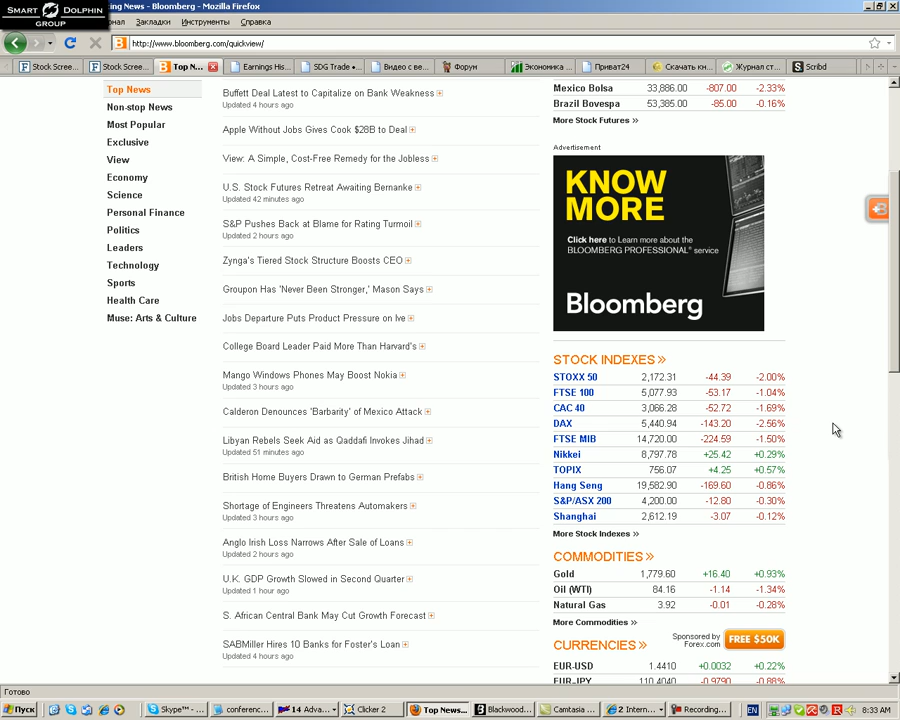 SMART DOLPHIN
GROUP
ing News - Bloomberg - Mozilla Firefox
рнал Закладки Инструменты Справка
http://www.bloomberg.com/quickview/
Stock Scree...
Stock Scree...
Top N...
Earnings His...
SDG Trade •...
Видео с ве...
Форум
Экономика ...
Приват24
Скачать кн...
Журнал ст...
Scribd
Top News
Non-stop News
Most Popular
Exclusive
View
Economy
Science
Personal Finance
Politics
Leaders
Technology
Sports
Health Care
Muse: Arts & Culture
Buffett Deal Latest to Capitalize on Bank Weakness
Updated 4 hours ago
Apple Without Jobs Gives Cook $28B to Deal
View: A Simple, Cost-Free Remedy for the Jobless
U.S. Stock Futures Retreat Awaiting Bernanke
Updated 42 minutes ago
S&P Pushes Back at Blame for Rating Turmoil
Updated 2 hours ago
Zynga's Tiered Stock Structure Boosts CEO
Groupon Has 'Never Been Stronger,' Mason Says
Jobs Departure Puts Product Pressure on Ive
College Board Leader Paid More Than Harvard's
Mango Windows Phones May Boost Nokia
Updated 3 hours ago
Calderon Denounces 'Barbarity' of Mexico Attack
Libyan Rebels Seek Aid as Qaddafi Invokes Jihad
Updated 51 minutes ago
British Home Buyers Drawn to German Prefabs
Shortage of Engineers Threatens Automakers
Updated 3 hours ago
Anglo Irish Loss Narrows After Sale of Loans
Updated 2 hours ago
U.K. GDP Growth Slowed in Second Quarter
Updated 1 hour ago
S. African Central Bank May Cut Growth Forecast
SABMiller Hires 10 Banks for Foster's Loan
Updated 4 hours ago
Mexico Bolsa 33,886.00 -807.00 -2.33%
Brazil Bovespa 53,385.00 -85.00 -0.16%
More Stock Futures »
Advertisement
KNOW
MORE
Click here to Learn more about the
BLOOMBERG PROFESSIONAL® service
Bloomberg
STOCK INDEXES »
STOXX 50 2,172.31 -44.39 -2.00%
FTSE 100 5,077.93 -53.17 -1.04%
CAC 40 3,066.28 -52.72 -1.69%
DAX 5,440.94 -143.20 -2.56%
FTSE MIB 14,720.00 -224.59 -1.50%
Nikkei 8,797.78 +25.42 +0.29%
TOPIX 756.07 +4.25 +0.57%
Hang Seng 19,582.90 -169.60 -0.86%
S&P/ASX 200 4,200.00 -12.80 -0.30%
Shanghai 2,612.19 -3.07 -0.12%
More Stock Indexes »
COMMODITIES »
Gold 1,779.60 +16.40 +0.93%
Oil (WTI) 84.16 -1.14 -1.34%
Natural Gas 3.92 -0.01 -0.28%
More Commodities »
CURRENCIES »
Sponsored by
Forex.com
FREE $50K
EUR-USD 1.4410 +0.0032 +0.22%
EUR-JPY 110.4040 -0.9790 -0.88%
Готово
Пуск
Skype™ - ...
conferenc...
14 Adva...
Clicker 2
Top News...
Blackwood...
Camtasia ...
2 Intern...
Recording...
EN
8:33 AM